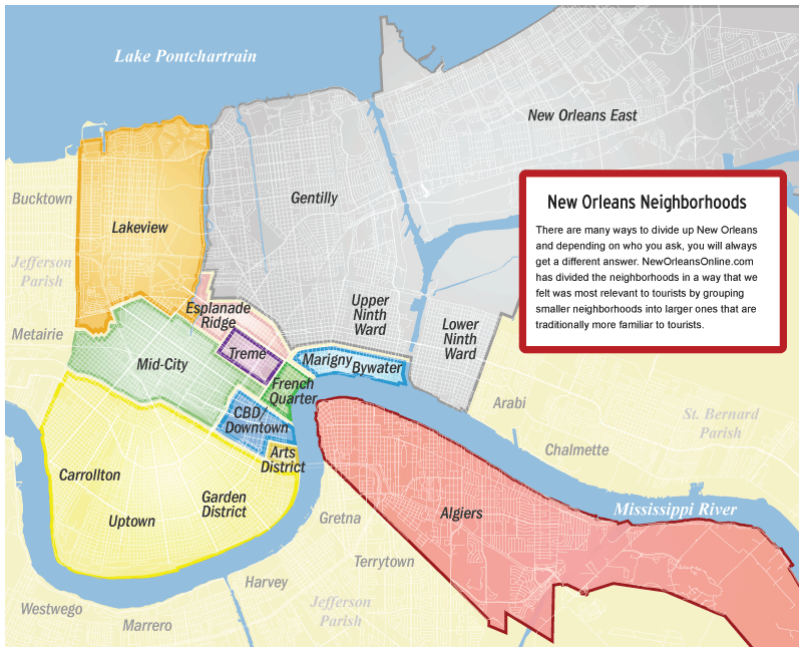 Lake Pontchartrain
New Orleans East
Bucktown
Lakeview
Gentilly
New Orleans Neighborhoods
There are many ways to divide up New Orleans
and depending on who you ask, you will always
get a different answer. NewOrleansOnline.com
has divided the neighborhoods in a way that we
felt was most relevant to tourists by grouping
smaller neighborhoods into larger ones that are
traditionally more familiar to tourists.
Jefferson
Parish
Metairie
Esplanade
Ridge
Upper
Ninth
Ward
Lower
Ninth
Ward
Mid-City
Tremé
Marigny
Bywater
French
Quarter
CBD/
Downtown
Arts
District
Arabi
St. Bernard
Parish
Chalmette
Carrollton
Uptown
Garden
District
Gretna
Algiers
Mississippi River
Terrytown
Harvey
Jefferson
Parish
Westwego
Marrero